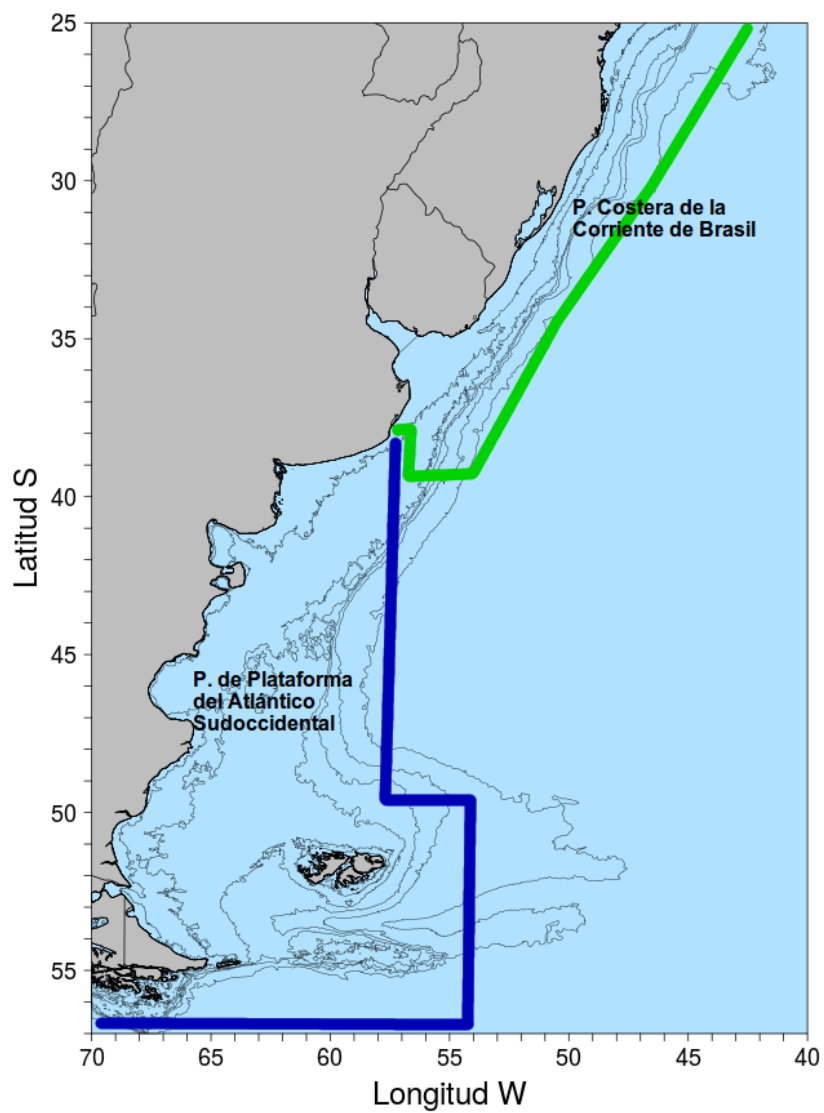 25
30
P. Costera de la
Corriente de Brasil
35
40
Latitud S
45
P. de Plataforma
del Atlántico
Sudoccidental
50
55
70 65 60 55 50 45 40
Longitud W